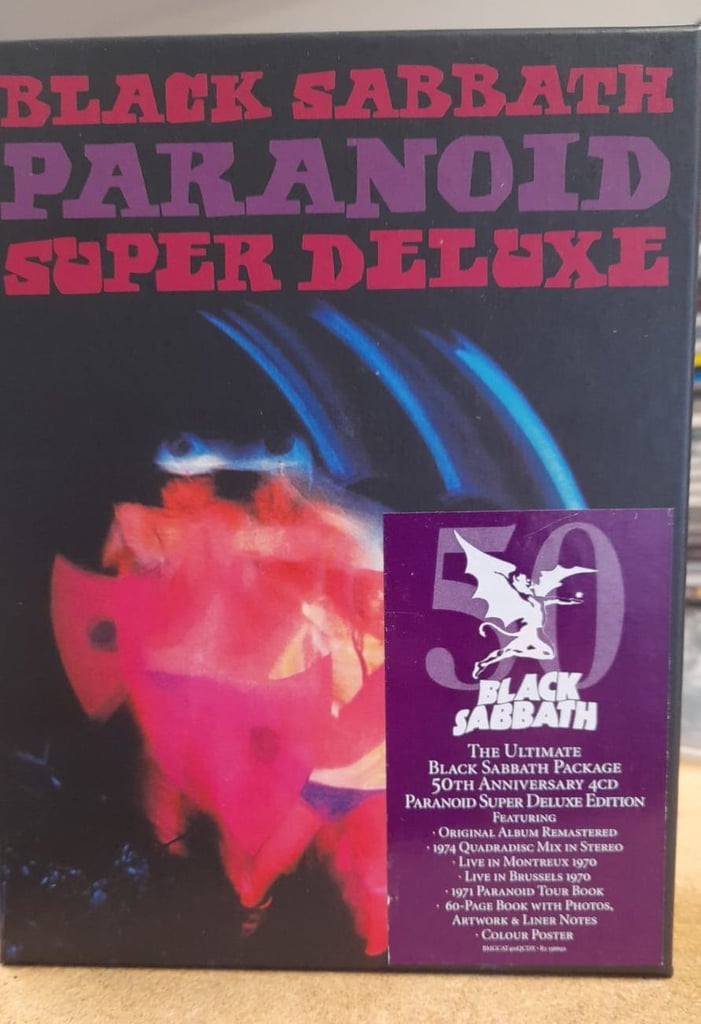 BLACK SABBATH
PARANOID
SUPER DELUXE
50
BLACK
SABBATH
THE ULTIMATE
BLACK SABBATH PACKAGE
50TH ANNIVERSARY 4CD
PARANOID SUPER DELUXE EDITION
FEATURING
· ORIGINAL ALBUM REMASTERED
· 1974 QUADRADISC MIX IN STEREO
· LIVE IN MONTREUX 1970
· LIVE IN BRUSSELS 1970
· 1971 PARANOID TOUR BOOK
· 60-PAGE BOOK WITH PHOTOS,
ARTWORK & LINER NOTES
· COLOUR POSTER